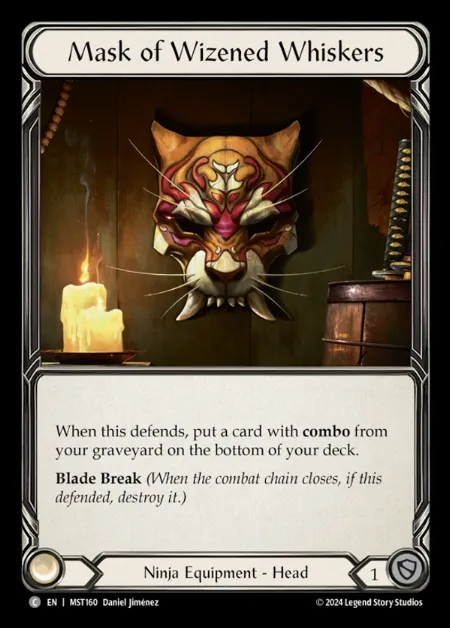 Mask of Wizened Whiskers
When this defends, put a card with combo from
your graveyard on the bottom of your deck.
Blade Break (When the combat chain closes, if this
defended, destroy it.)
Ninja Equipment - Head
1
C EN | MST160 Daniel Jiménez
© 2024 Legend Story Studios